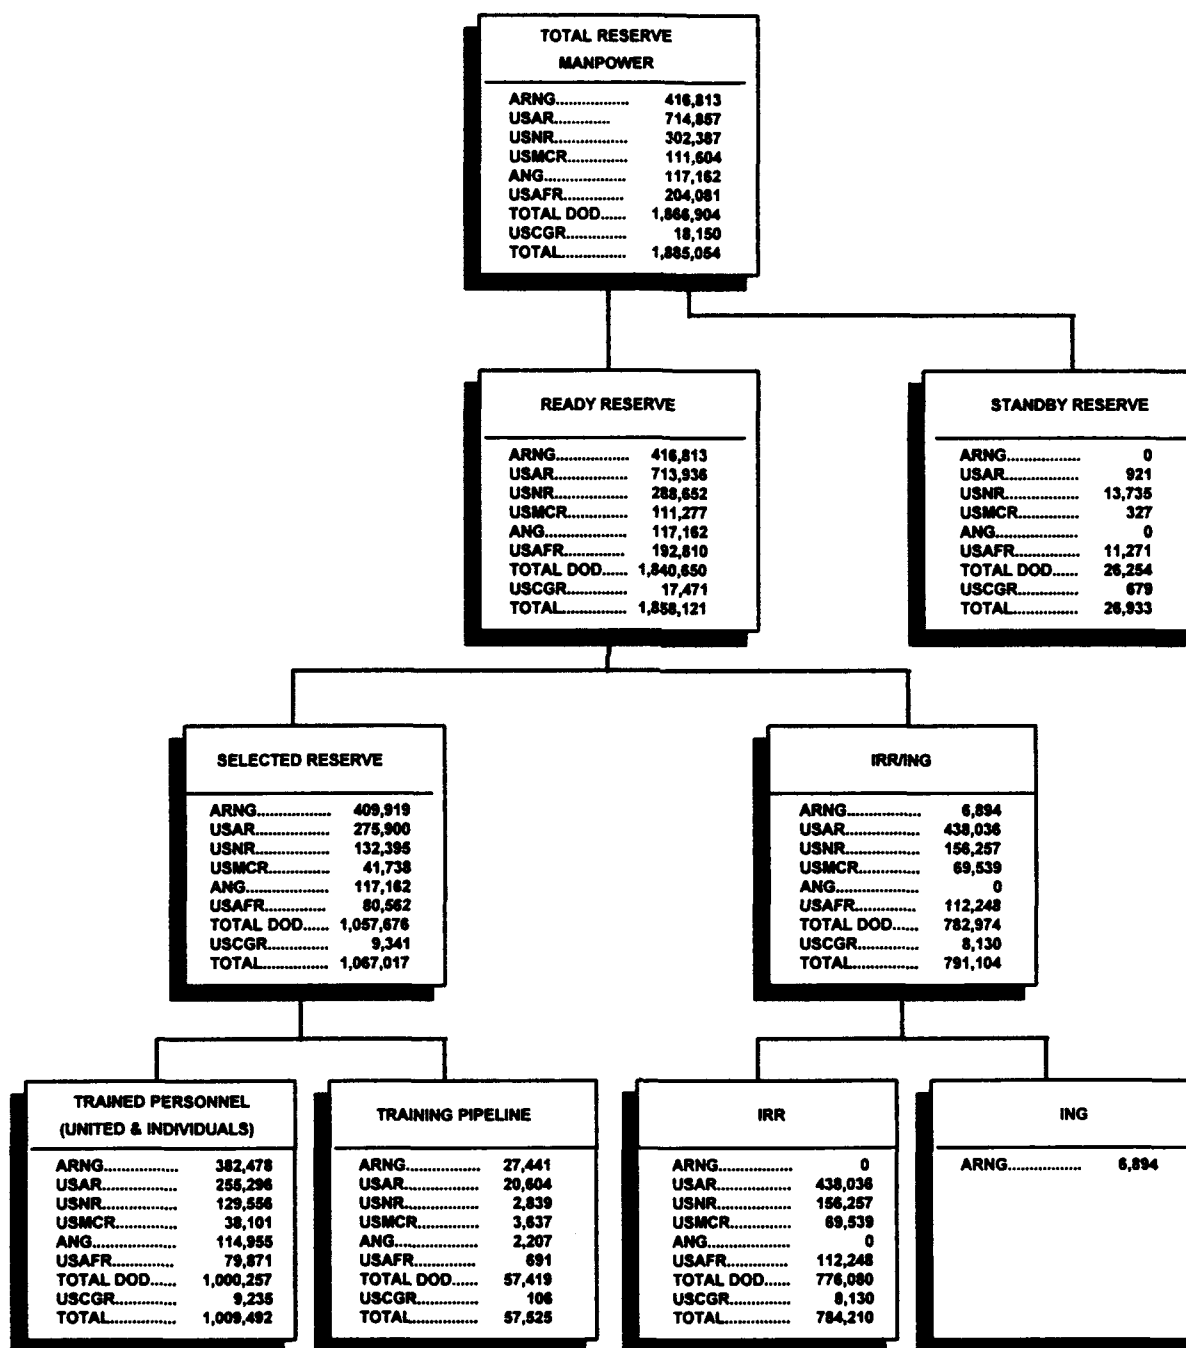 TOTAL RESERVE
MANPOWER
ARNG................. 416,813
USAR............. 714,857
USNR................. 302,387
USMCR............. 111,604
ANG................... 117,162
USAFR.............. 204,081
TOTAL DOD...... 1,866,904
USCGR.............. 18,150
TOTAL............... 1,885,054
READY RESERVE
ARNG................. 416,813
USAR................. 713,936
USNR................. 288,652
USMCR.............. 111,277
ANG................... 117,162
USAFR.............. 192,810
TOTAL DOD...... 1,840,650
USCGR.............. 17,471
TOTAL............... 1,858,121
STANDBY RESERVE
ARNG................. 0
USAR................. 921
USNR................. 13,735
USMCR.............. 327
ANG................... 0
USAFR.............. 11,271
TOTAL DOD...... 26,254
USCGR.............. 679
TOTAL............... 26,933
SELECTED RESERVE
ARNG................. 409,919
USAR................. 275,900
USNR................. 132,395
USMCR.............. 41,738
ANG................... 117,162
USAFR.............. 80,562
TOTAL DOD...... 1,057,676
USCGR.............. 9,341
TOTAL............... 1,067,017
IRR/ING
ARNG................. 6,894
USAR................. 438,036
USNR................. 156,257
USMCR.............. 69,539
ANG................... 0
USAFR.............. 112,248
TOTAL DOD...... 782,974
USCGR.............. 8,130
TOTAL............... 791,104
TRAINED PERSONNEL
(UNITED & INDIVIDUALS)
ARNG................. 382,478
USAR................. 255,296
USNR................. 129,556
USMCR.............. 38,101
ANG................... 114,955
USAFR.............. 79,871
TOTAL DOD...... 1,000,257
USCGR.............. 9,235
TOTAL............... 1,009,492
TRAINING PIPELINE
ARNG................. 27,441
USAR................. 20,604
USNR................. 2,839
USMCR.............. 3,637
ANG................... 2,207
USAFR.............. 691
TOTAL DOD...... 57,419
USCGR.............. 106
TOTAL............... 57,525
IRR
ARNG................. 0
USAR................. 438,036
USNR................. 156,257
USMCR.............. 69,539
ANG................... 0
USAFR.............. 112,248
TOTAL DOD...... 776,080
USCGR.............. 8,130
TOTAL............... 784,210
ING
ARNG................. 6,894